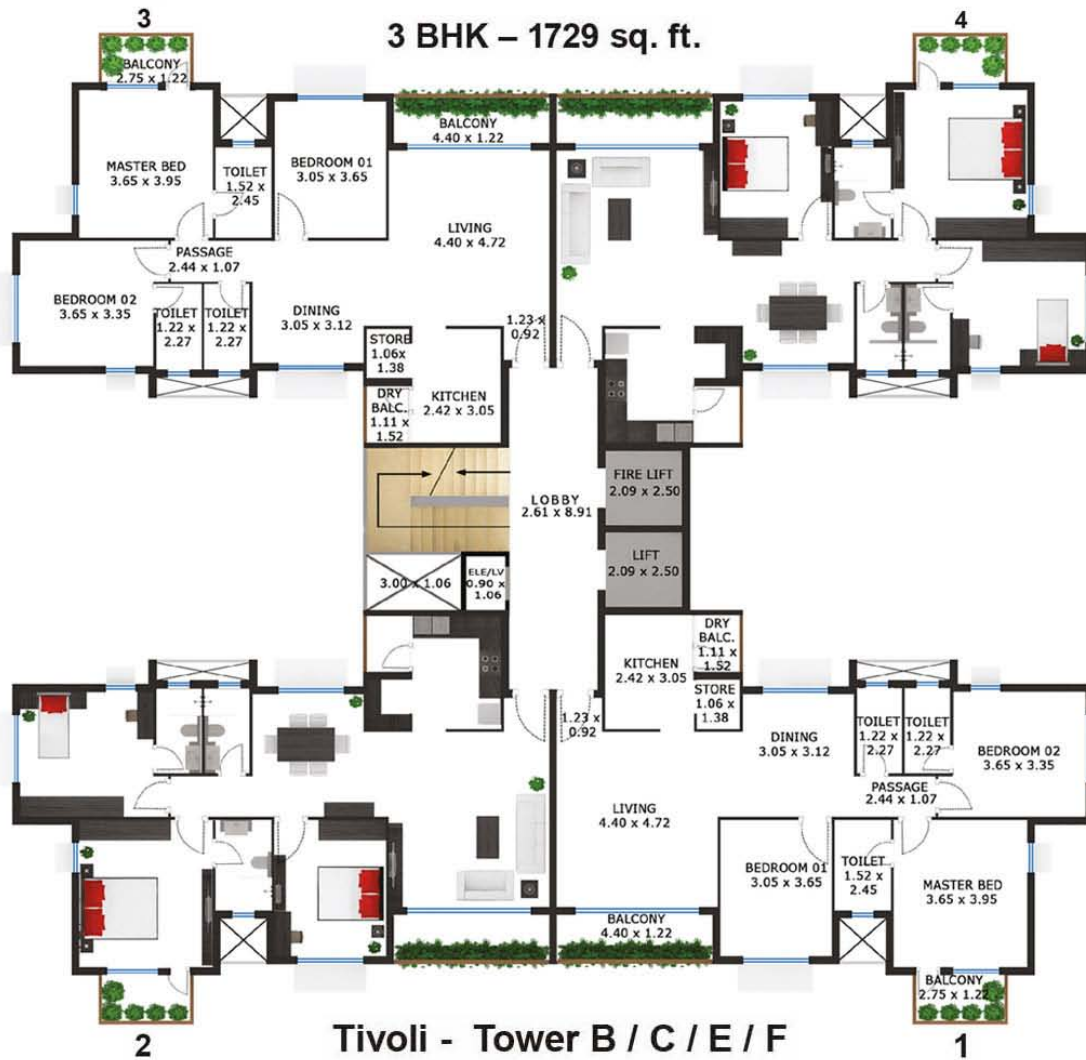 3
4
3 BHK – 1729 sq. ft.
BALCONY
2.75 x 1.22
MASTER BED
3.65 x 3.95
TOILET
1.52 x
2.45
BEDROOM 01
3.05 x 3.65
BALCONY
4.40 x 1.22
LIVING
4.40 x 4.72
PASSAGE
2.44 x 1.07
BEDROOM 02
3.65 x 3.35
TOILET
1.22 x
2.27
TOILET
1.22 x
2.27
DINING
3.05 x 3.12
STORE
1.06x
1.38
1.23 x
0.92
DRY
BALC.
1.11 x
1.52
KITCHEN
2.42 x 3.05
LOBBY
2.61 x 8.91
FIRE LIFT
2.09 x 2.50
LIFT
2.09 x 2.50
3.00 x 1.06
ELE/LV
0.90 x
1.06
KITCHEN
2.42 x 3.05
DRY
BALC.
1.11 x
1.52
STORE
1.06 x
1.38
1.23 x
0.92
DINING
3.05 x 3.12
TOILET
1.22 x
2.27
TOILET
1.22 x
2.27
BEDROOM 02
3.65 x 3.35
PASSAGE
2.44 x 1.07
LIVING
4.40 x 4.72
BEDROOM 01
3.05 x 3.65
TOILET
1.52 x
2.45
MASTER BED
3.65 x 3.95
BALCONY
4.40 x 1.22
BALCONY
2.75 x 1.22
2
Tivoli - Tower B / C / E / F
1